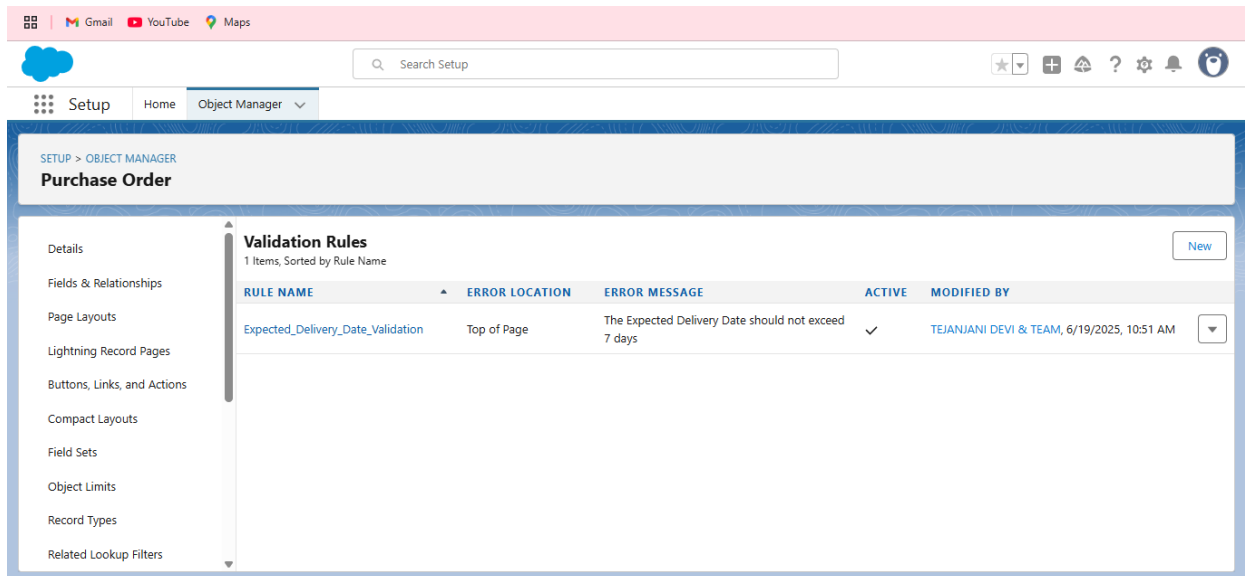 Gmail YouTube Maps
Search Setup
Setup Home Object Manager
SETUP > OBJECT MANAGER
Purchase Order
Details
Fields & Relationships
Page Layouts
Lightning Record Pages
Buttons, Links, and Actions
Compact Layouts
Field Sets
Object Limits
Record Types
Related Lookup Filters
Validation Rules
New
1 Items, Sorted by Rule Name
RULE NAME ERROR LOCATION ERROR MESSAGE ACTIVE MODIFIED BY
Expected_Delivery_Date_Validation Top of Page The Expected Delivery Date should not exceed
7 days
TEJANJANI DEVI & TEAM, 6/19/2025, 10:51 AM